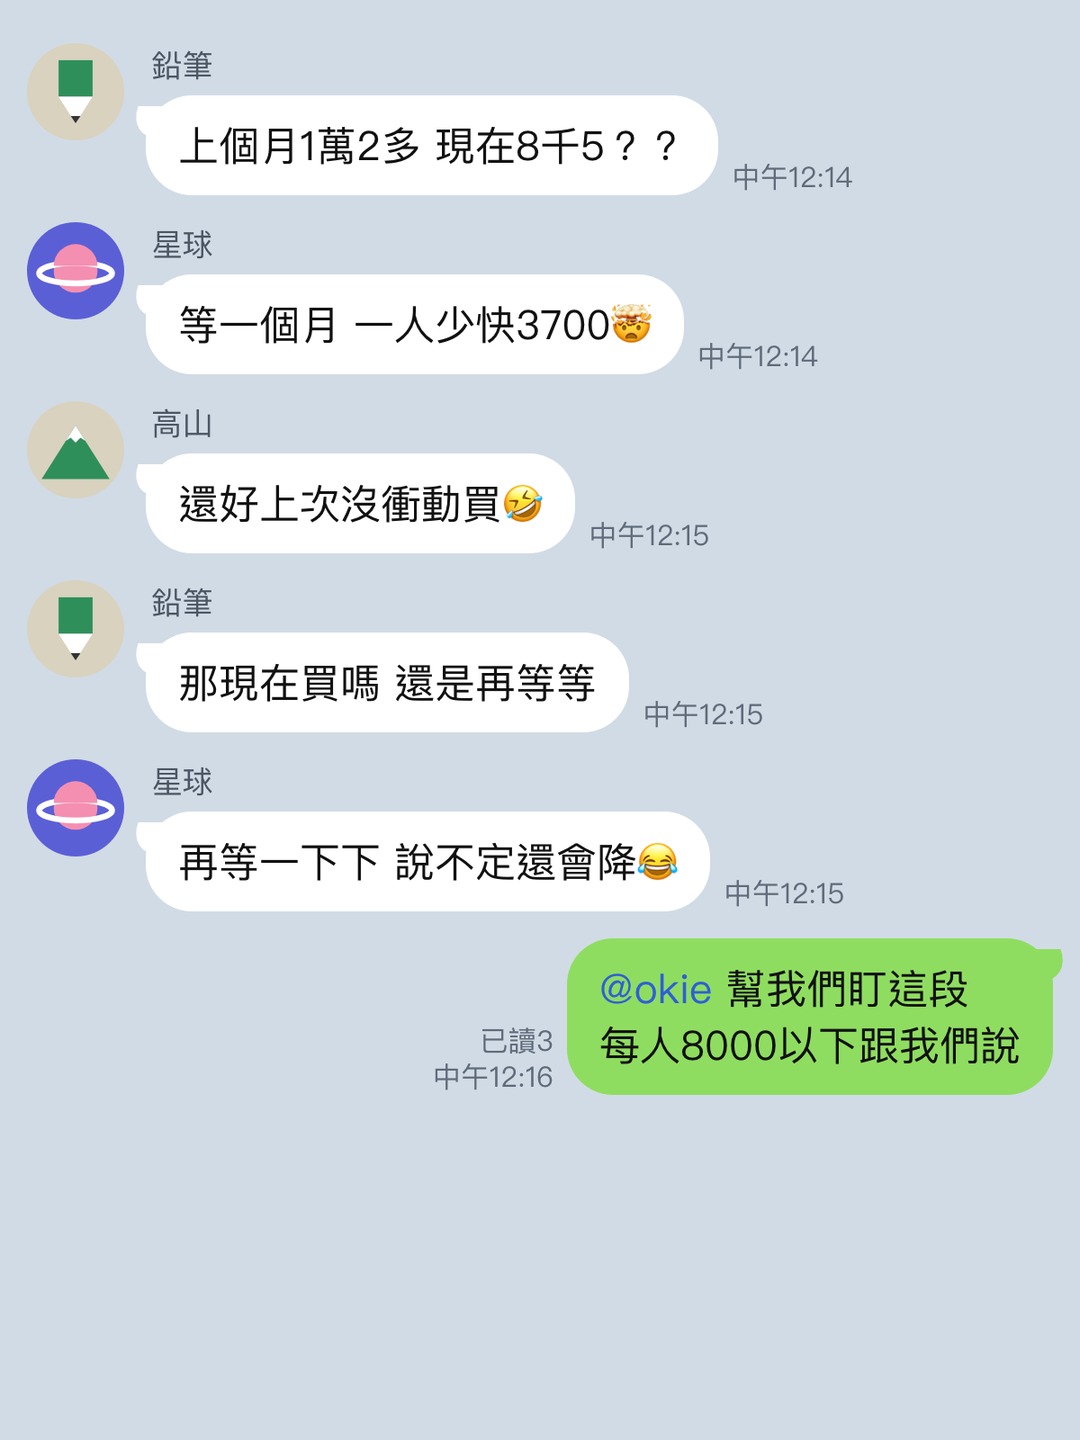 鉛筆
上個月1萬2多 現在8千5？？
中午12:14
星球
等一個月 一人少快3700🤯
中午12:14
高山
還好上次沒衝動買🤣
中午12:15
鉛筆
那現在買嗎 還是再等等
中午12:15
星球
再等一下下 說不定還會降😂
中午12:15
@okie 幫我們盯這段
每人8000以下跟我們說
已讀3
中午12:16